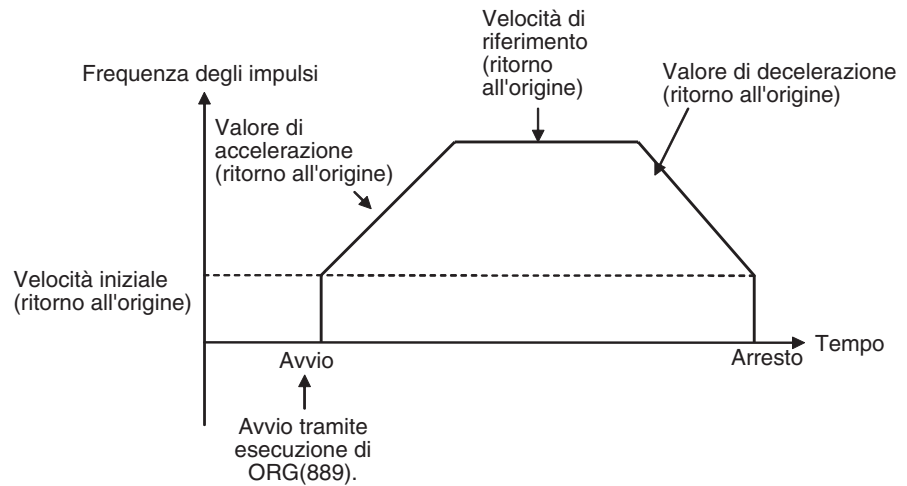 Velocità di
riferimento
(ritorno
all'origine)
Frequenza degli impulsi
Valore di decelerazione
(ritorno all'origine)
Valore di
accelerazione
(ritorno all'origine)
Velocità iniziale
(ritorno all'origine)
Avvio
Arresto
Tempo
Avvio tramite
esecuzione di
ORG(889).